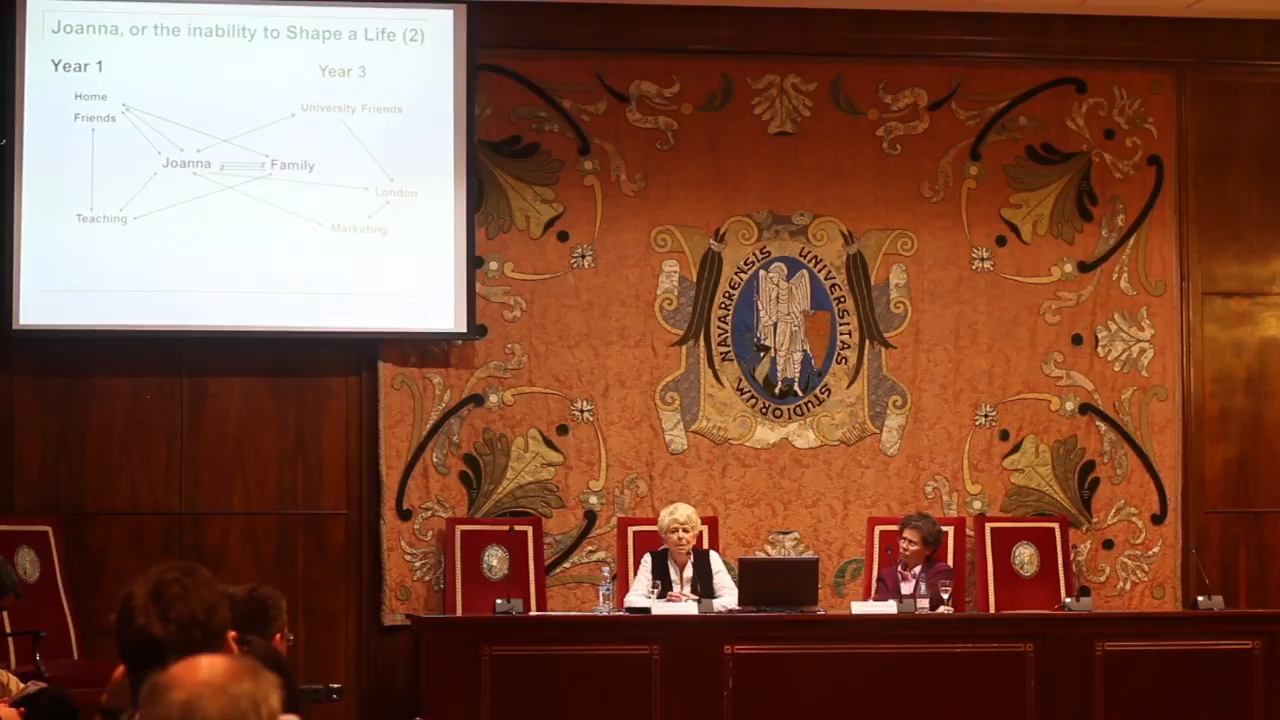 Joanna, or the inability to Shape a Life (2)
Year 1
Year 3
Home
Friends
University Friends
Joanna
Family
London
Teaching
Marketing
UNIVERSITAS
STUDIORUM
NAVARRENSIS